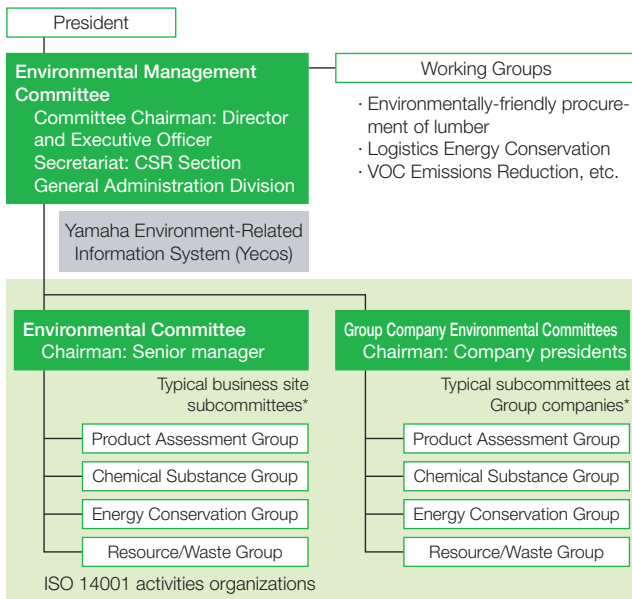 President
Environmental Management
Committee
Committee Chairman: Director
and Executive Officer
Secretariat: CSR Section
General Administration Division
Working Groups
· Environmentally-friendly procure-
ment of lumber
· Logistics Energy Conservation
· VOC Emissions Reduction, etc.
Yamaha Environment-Related
Information System (Yecos)
Environmental Committee
Chairman: Senior manager
Typical business site
subcommittees*
Product Assessment Group
Chemical Substance Group
Energy Conservation Group
Resource/Waste Group
Group Company Environmental Committees
Chairman: Company presidents
Typical subcommittees at
Group companies*
Product Assessment Group
Chemical Substance Group
Energy Conservation Group
Resource/Waste Group
ISO 14001 activities organizations